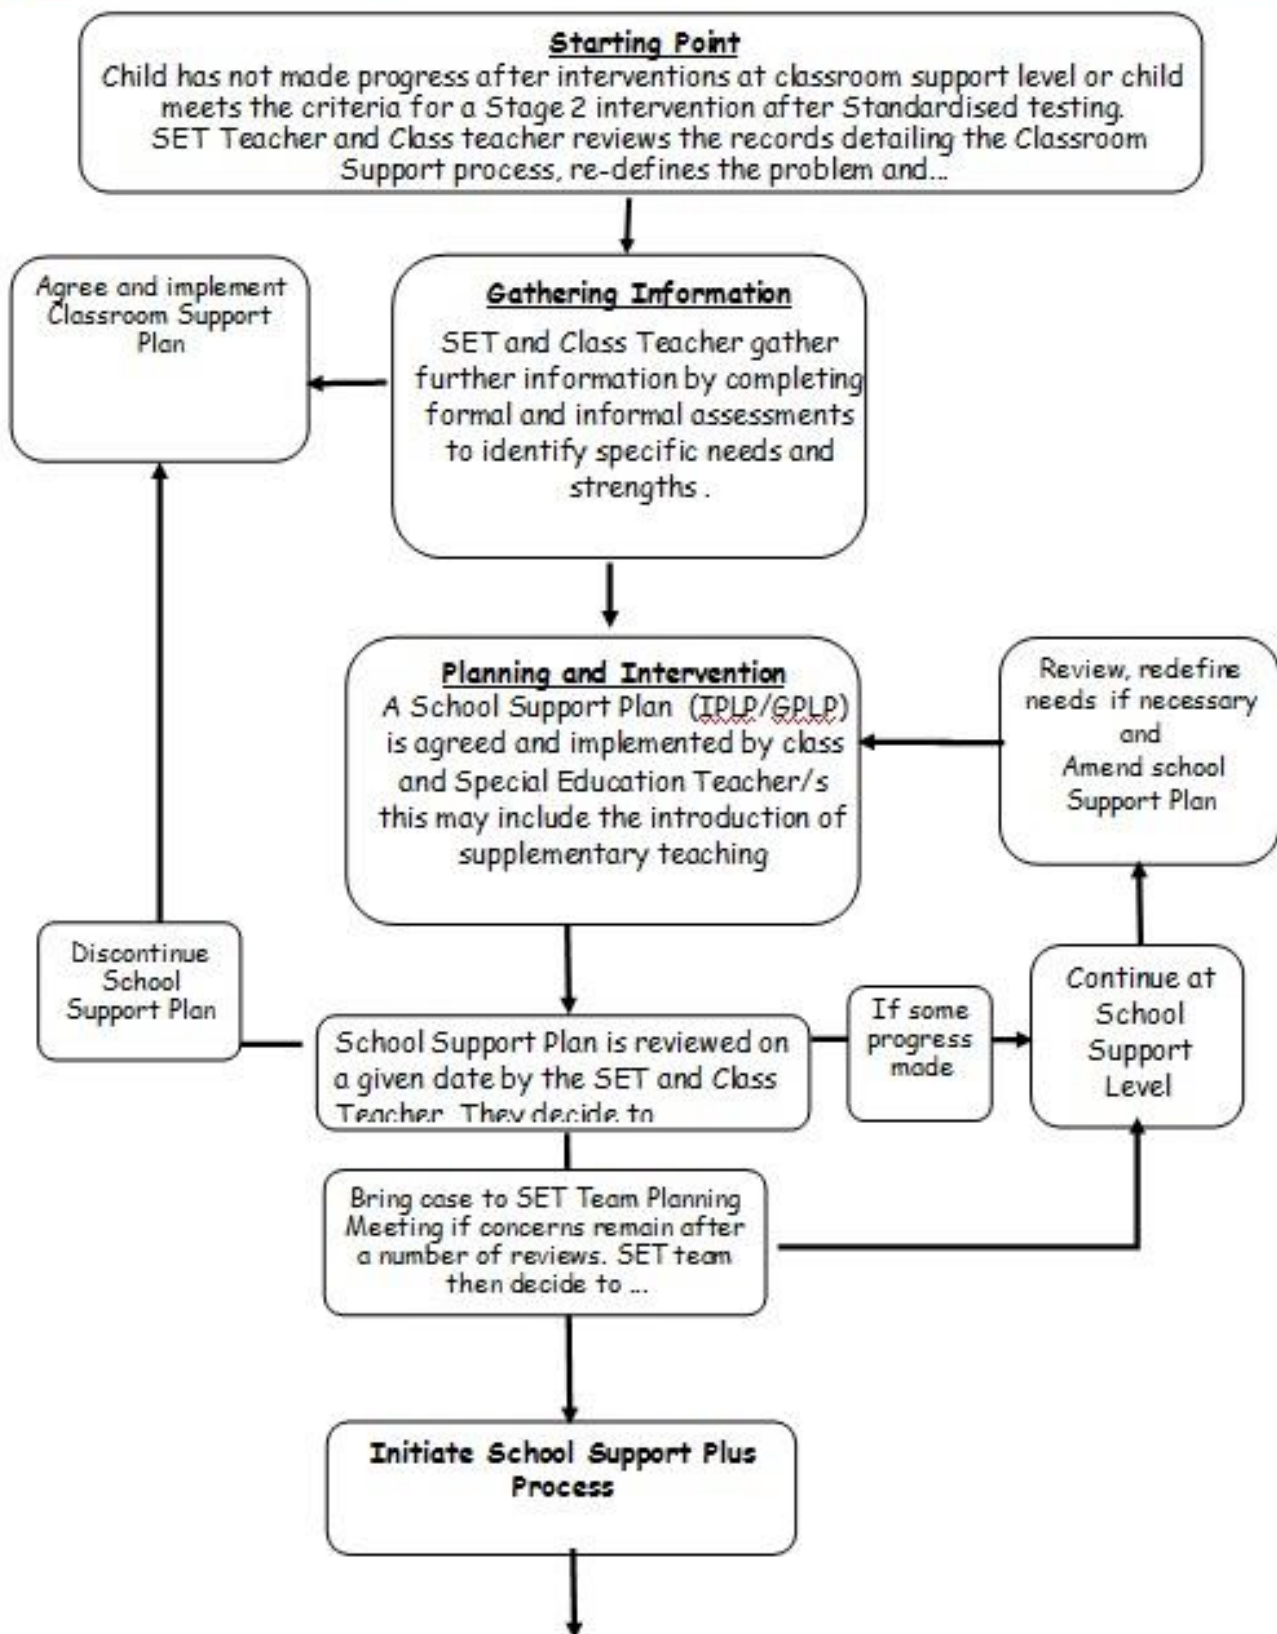 Starting Point
Child has not made progress after interventions at classroom support level or child
meets the criteria for a Stage 2 intervention after Standardised testing.
SET Teacher and Class teacher reviews the records detailing the Classroom
Support process, re-defines the problem and...
Agree and implement
Classroom Support
Plan
Gathering Information
SET and Class Teacher gather
further information by completing
formal and informal assessments
to identify specific needs and
strengths .
Planning and Intervention
A School Support Plan (IPLP/GPLP)
is agreed and implemented by class
and Special Education Teacher/s
this may include the introduction of
supplementary teaching
Review, redefine
needs if necessary
and
Amend school
Support Plan
Discontinue
School
Support Plan
School Support Plan is reviewed on
a given date by the SET and Class
Teacher. They decide to
If some
progress
made
Continue at
School
Support
Level
Bring case to SET Team Planning
Meeting if concerns remain after
a number of reviews. SET team
then decide to ...
Initiate School Support Plus
Process